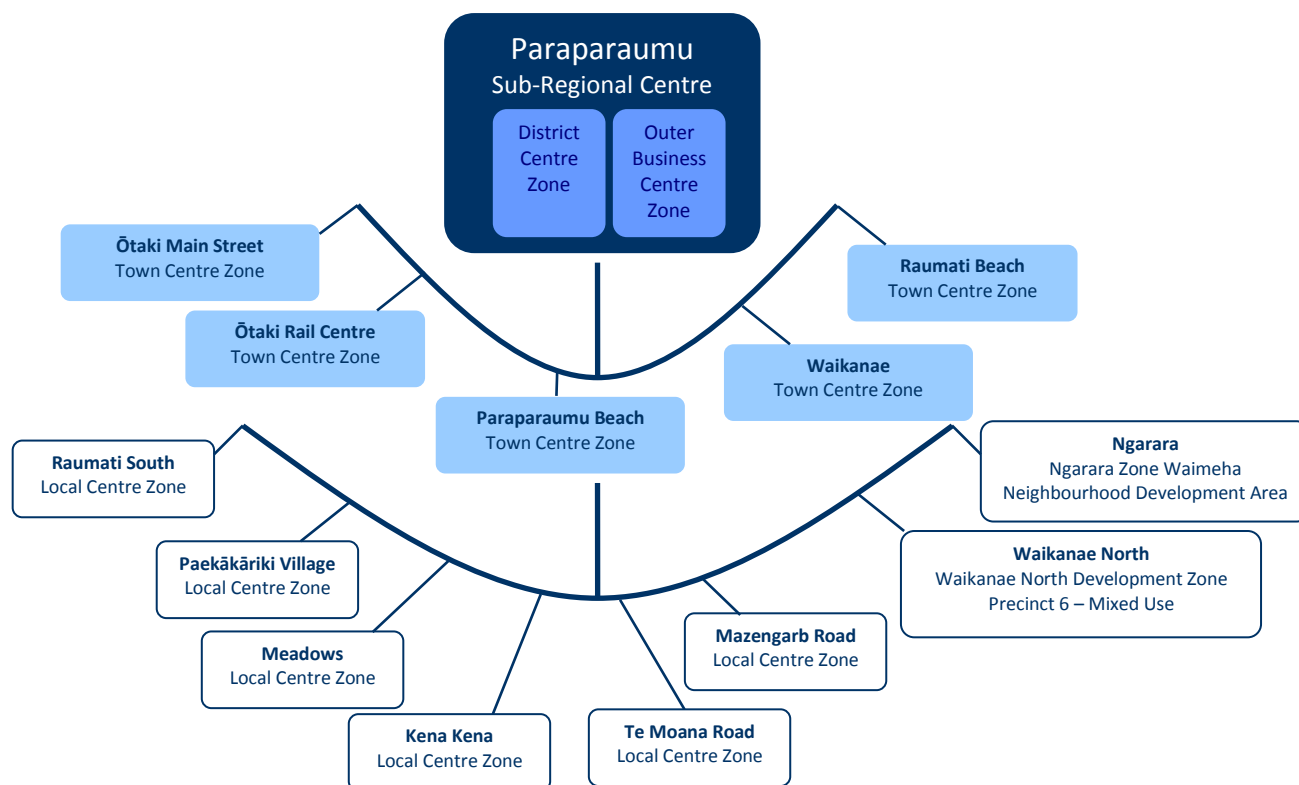 Paraparaumu
Sub-Regional Centre
District
Centre
Zone
Outer
Business
Centre
Zone
Ōtaki Main Street
Town Centre Zone
Raumati Beach
Town Centre Zone
Ōtaki Rail Centre
Town Centre Zone
Waikanae
Town Centre Zone
Paraparaumu Beach
Town Centre Zone
Raumati South
Local Centre Zone
Ngarara
Ngarara Zone Waimeha
Neighbourhood Development Area
Paekākāriki Village
Local Centre Zone
Waikanae North
Waikanae North Development Zone
Precinct 6 – Mixed Use
Meadows
Local Centre Zone
Mazengarb Road
Local Centre Zone
Kena Kena
Local Centre Zone
Te Moana Road
Local Centre Zone